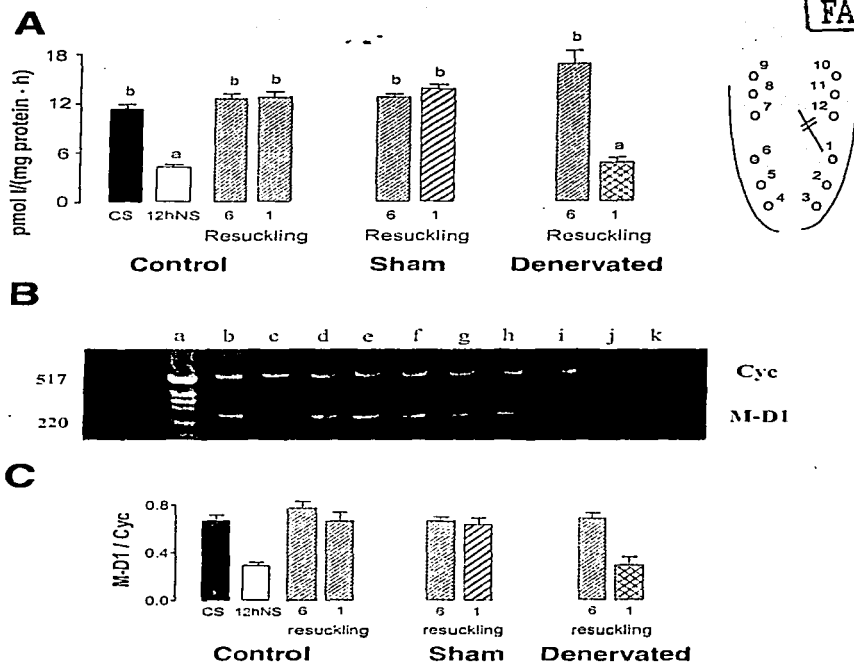 FA
A
18
12
6
0
pmol I/(mg protein · h)
b
a
b
b
b
b
b
a
CS 12hNS 6 1 6 1 6 1
Resuckling Resuckling Resuckling
Control Sham Denervated
9 10
8 11
7 12
6 1
5 2
4 3
B
a b c d e f g h i j k
517 Cyc
220 M-D1
C
0.8
0.4
0.0
M-D1 / Cyc
CS 12hNS 6 1 6 1 6 1
resuckling resuckling resuckling
Control Sham Denervated